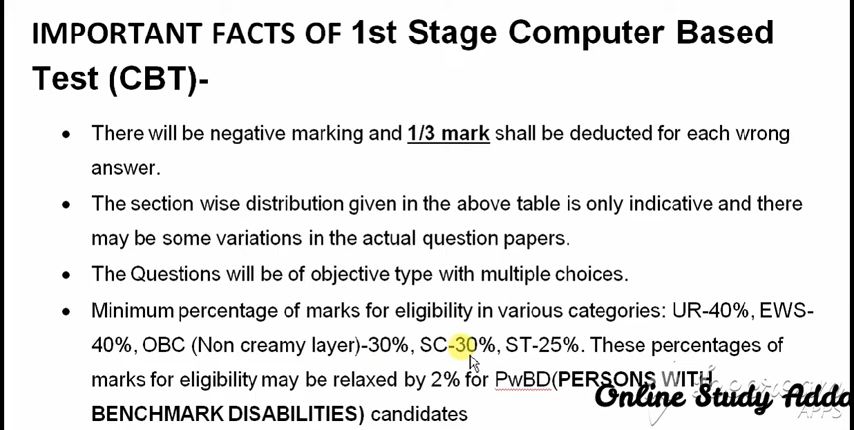 IMPORTANT FACTS OF 1st Stage Computer Based
Test (CBT)-
• There will be negative marking and 1/3 mark shall be deducted for each wrong
answer.
• The section wise distribution given in the above table is only indicative and there
may be some variations in the actual question papers.
• The Questions will be of objective type with multiple choices.
• Minimum percentage of marks for eligibility in various categories: UR-40%, EWS-
40%, OBC (Non creamy layer)-30%, SC-30%, ST-25%. These percentages of
marks for eligibility may be relaxed by 2% for PwBD(PERSONS WITH
BENCHMARK DISABILITIES) candidates
Online Study Adda
APPS